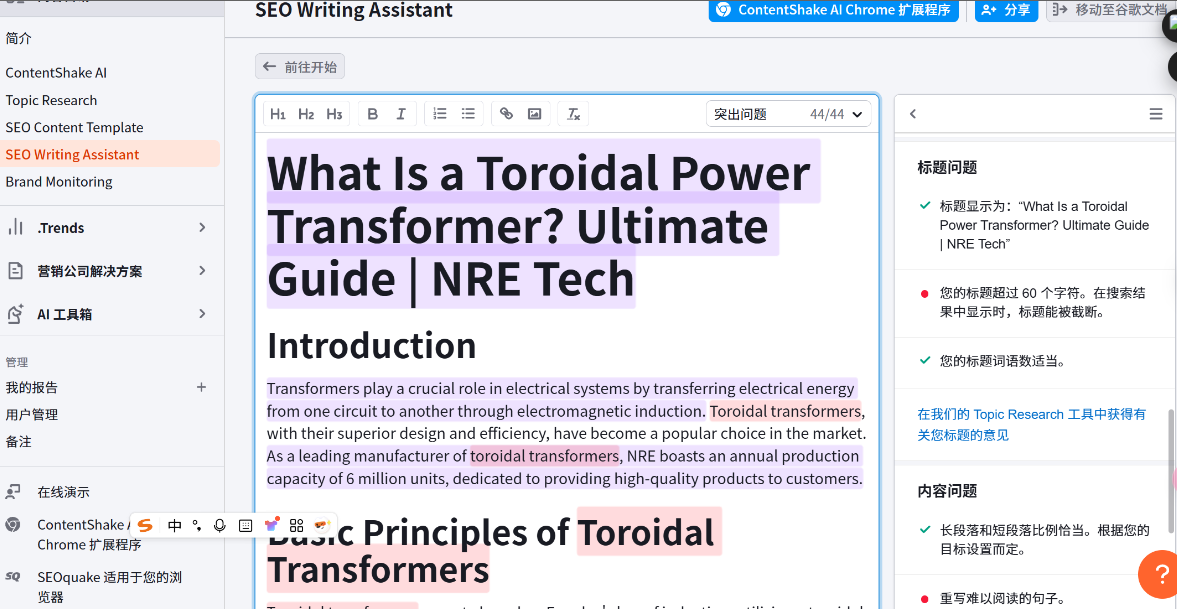 SEO Writing Assistant
ContentShake AI Chrome 扩展程序
分享
移动至谷歌文档
简介
ContentShake AI
Topic Research
SEO Content Template
SEO Writing Assistant
Brand Monitoring
.Trends
营销公司解决方案
AI 工具箱
管理
我的报告
用户管理
备注
在线演示
ContentShake A
Chrome 扩展程序
SEOquake 适用于您的浏
览器
前往开始
H1 H2 H3 B I
突出问题 44/44
What Is a Toroidal Power
Transformer? Ultimate
Guide | NRE Tech
Introduction
Transformers play a crucial role in electrical systems by transferring electrical energy
from one circuit to another through electromagnetic induction. Toroidal transformers,
with their superior design and efficiency, have become a popular choice in the market.
As a leading manufacturer of toroidal transformers, NRE boasts an annual production
capacity of 6 million units, dedicated to providing high-quality products to customers.
Basic Principles of Toroidal
Transformers
中
标题问题
标题显示为：“What Is a Toroidal
Power Transformer? Ultimate Guide
| NRE Tech”
您的标题超过 60 个字符。在搜索结
果中显示时，标题能被截断。
您的标题词语数适当。
在我们的 Topic Research 工具中获得有
关您标题的意见
内容问题
长段落和短段落比例恰当。根据您的
目标设置而定。
重写难以阅读的句子。
?